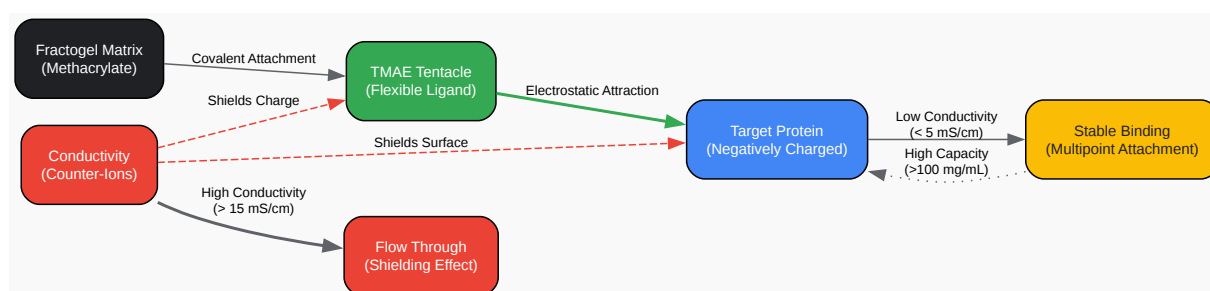 Fractogel Matrix
(Methacrylate)
Covalent Attachment
TMAE Tentacle
(Flexible Ligand)
Shields Charge
Electrostatic Attraction
Conductivity
(Counter-Ions)
Shields Surface
Target Protein
(Negatively Charged)
Low Conductivity
(< 5 mS/cm)
High Capacity
(>100 mg/mL)
Stable Binding
(Multipoint Attachment)
High Conductivity
(> 15 mS/cm)
Flow Through
(Shielding Effect)